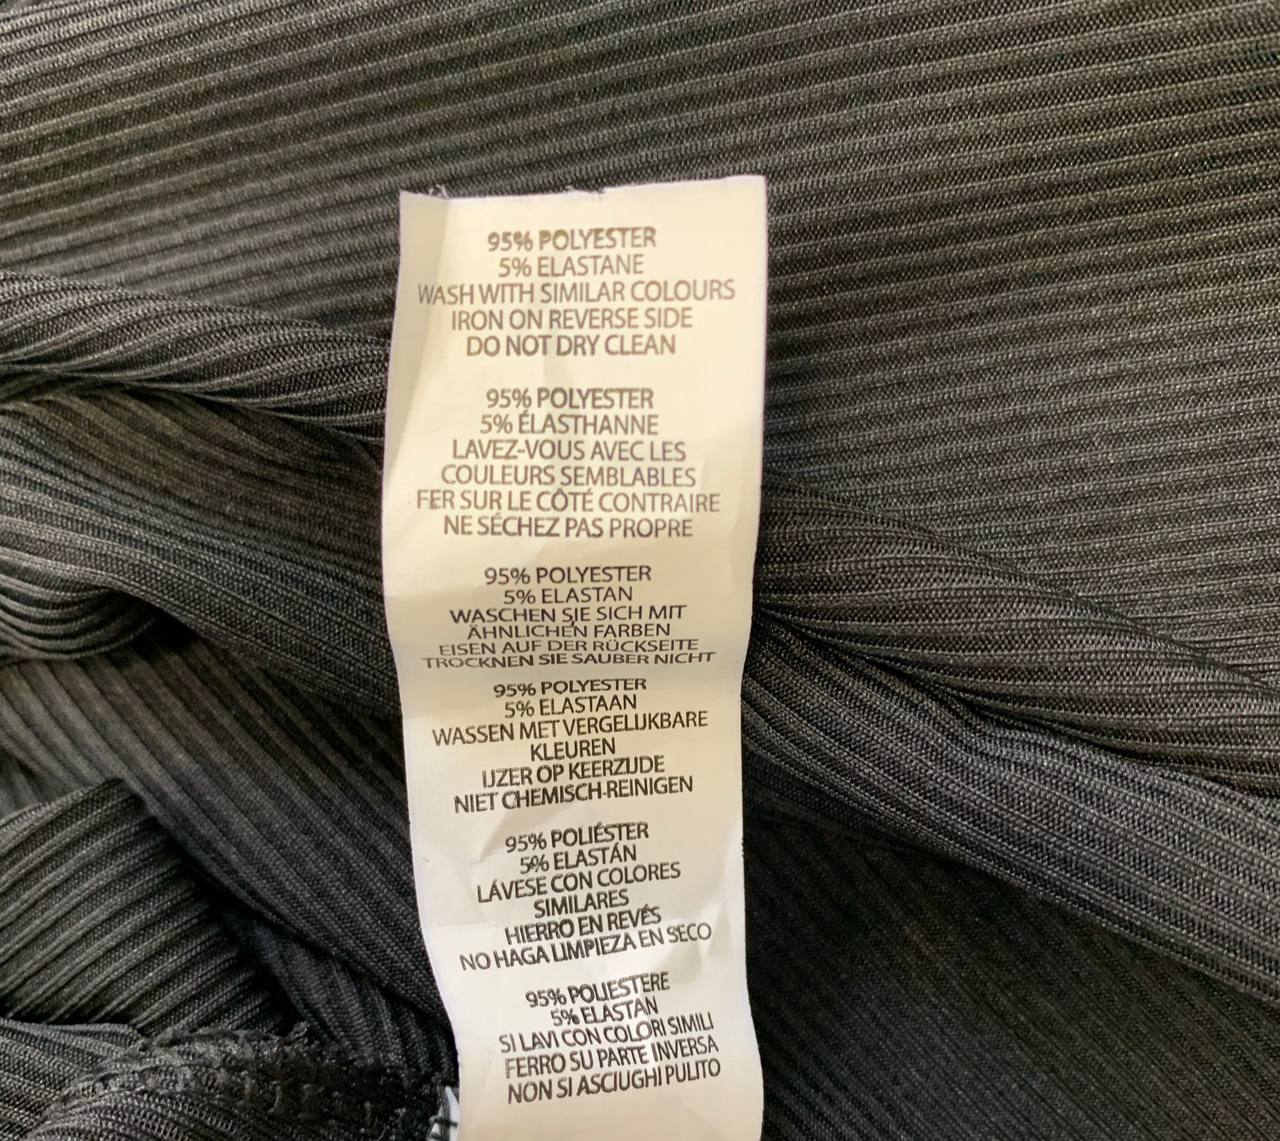 95% POLYESTER
5% ELASTANE
WASH WITH SIMILAR COLOURS
IRON ON REVERSE SIDE
DO NOT DRY CLEAN
95% POLYESTER
5% ÉLASTHANNE
LAVEZ-VOUS AVEC LES
COULEURS SEMBLABLES
FER SUR LE CÔTÉ CONTRAIRE
NE SÉCHEZ PAS PROPRE
95% POLYESTER
5% ELASTAN
WASCHEN SIE SICH MIT
ÄHNLICHEN FARBEN
EISEN AUF DER RÜCKSEITE
TROCKNEN SIE SAUBER NICHT
95% POLYESTER
5% ELASTAAN
WASSEN MET VERGELIJKBARE
KLEUREN
IJZER OP KEERZIJDE
NIET CHEMISCH-REINIGEN
95% POLIÉSTER
5% ELASTÁN
LÁVESE CON COLORES
SIMILARES
HIERRO EN REVÉS
NO HAGA LIMPIEZA EN SECO
95% POLIESTERE
5% ELASTAN
SI LAVI CON COLORI SIMILI
FERRO SU PARTE INVERSA
NON SI ASCIUGHI PULITO